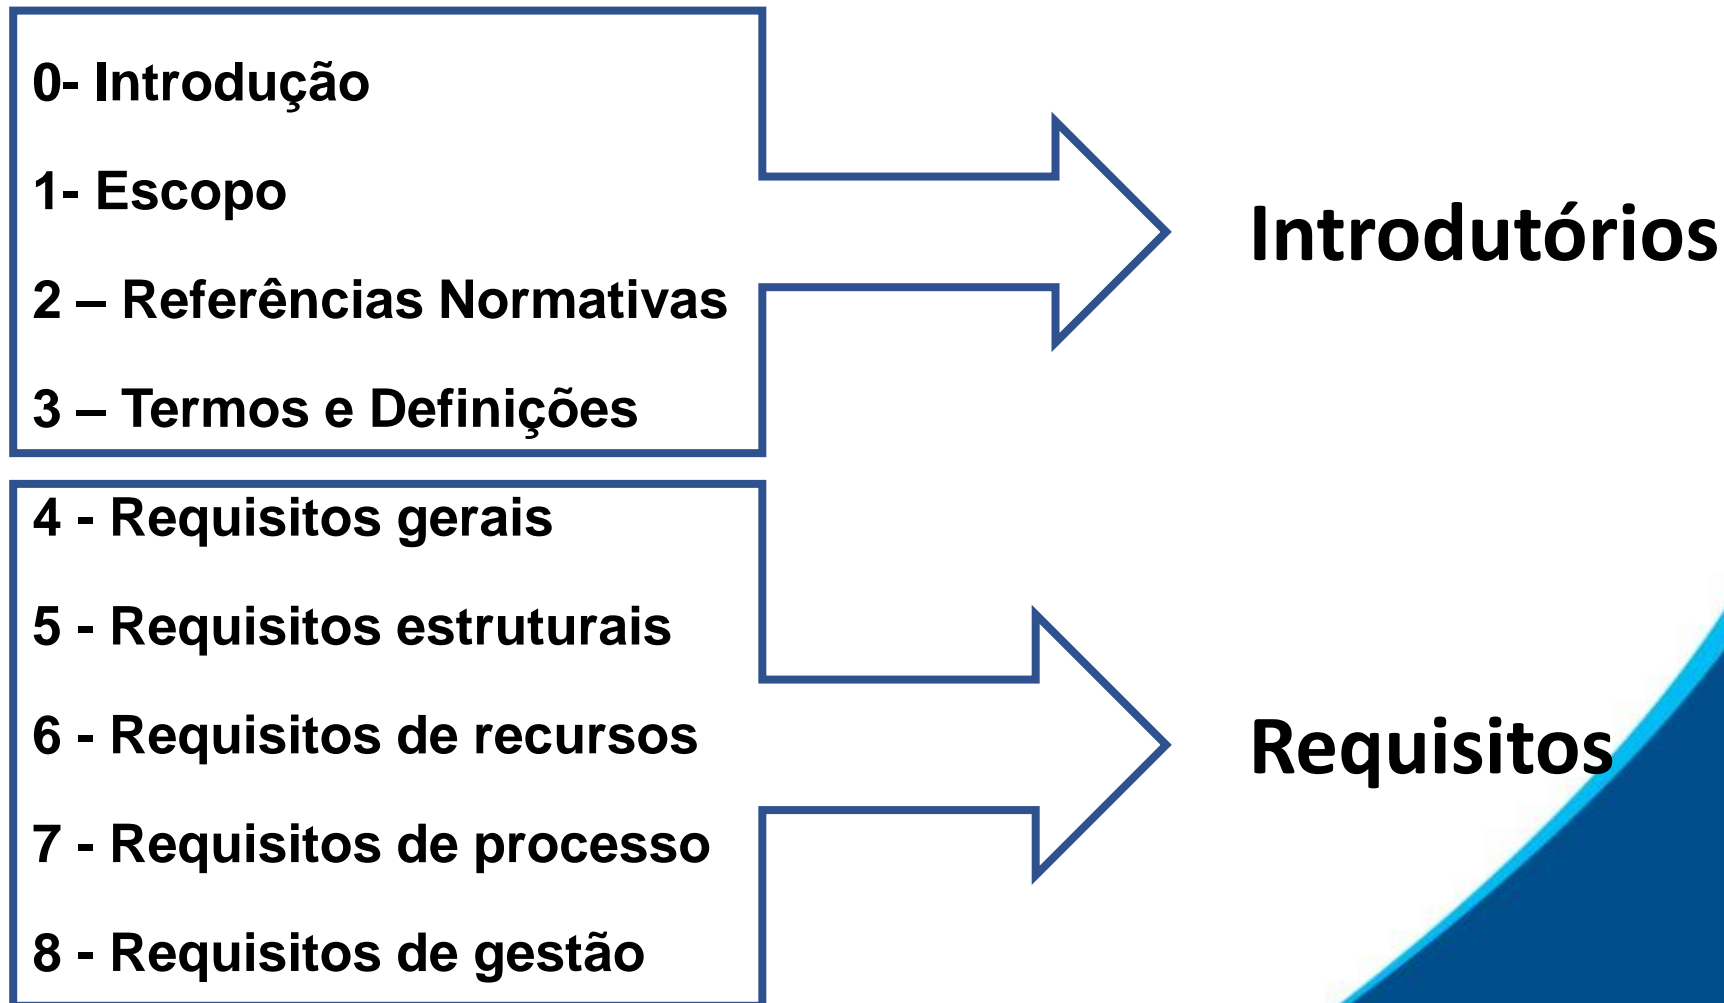 0- Introdução
1- Escopo
2 – Referências Normativas
3 – Termos e Definições
Introdutórios
4 - Requisitos gerais
5 - Requisitos estruturais
6 - Requisitos de recursos
7 - Requisitos de processo
8 - Requisitos de gestão
Requisitos